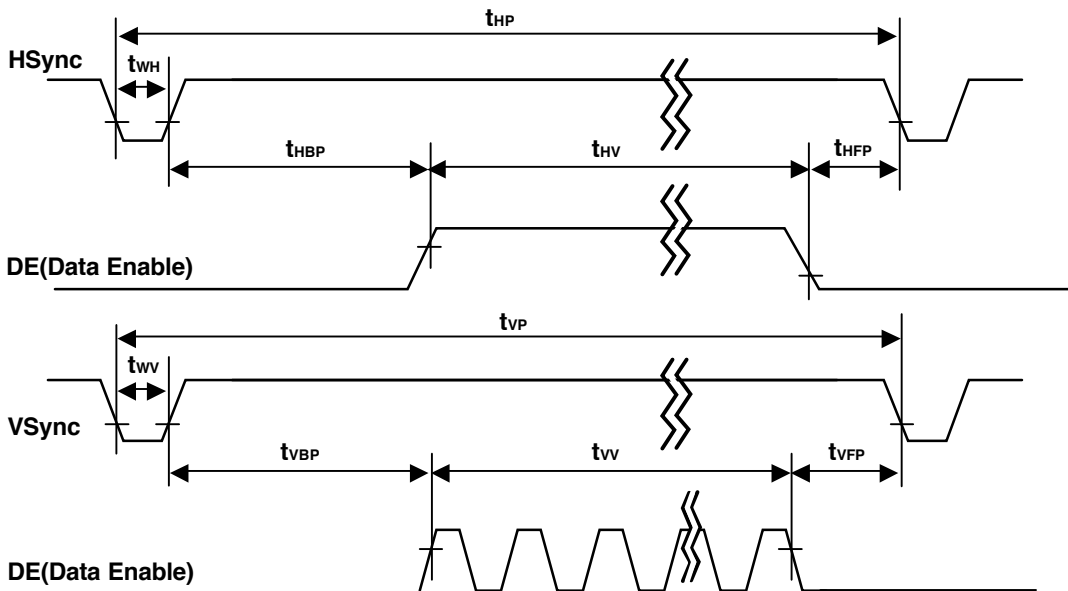 tHP
HSync
tWH
tHBP
tHV
tHFP
DE(Data Enable)
tVP
tWV
VSync
tVBP
tVV
tVFP
DE(Data Enable)